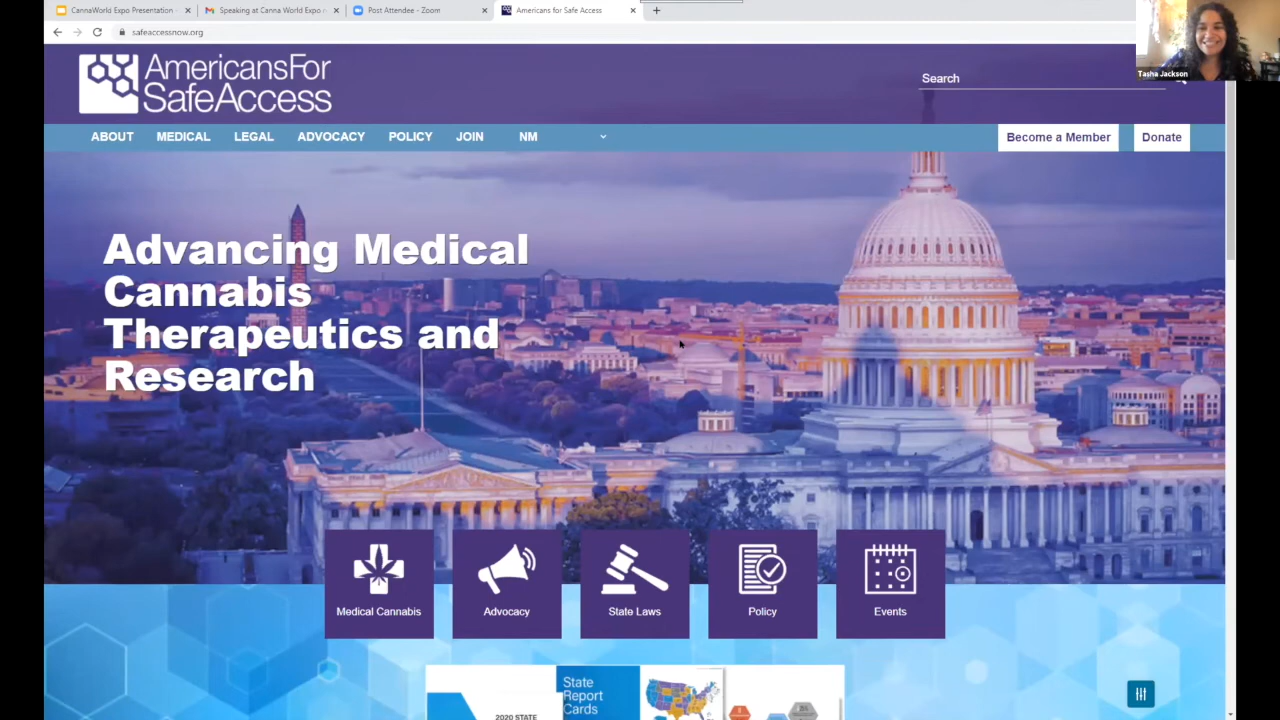 CannaWorld Expo Presentation
Speaking at Canna World Expo
Post Attendee - Zoom
Americans for Safe Access
safeaccessnow.org
Tasha Jackson
AmericansFor
SafeAccess
Search
ABOUT MEDICAL LEGAL ADVOCACY POLICY JOIN NM
Become a Member Donate
Advancing Medical
Cannabis
Therapeutics and
Research
Medical Cannabis
Advocacy
State Laws
Policy
Events
State
Report
Cards
2020 STATE